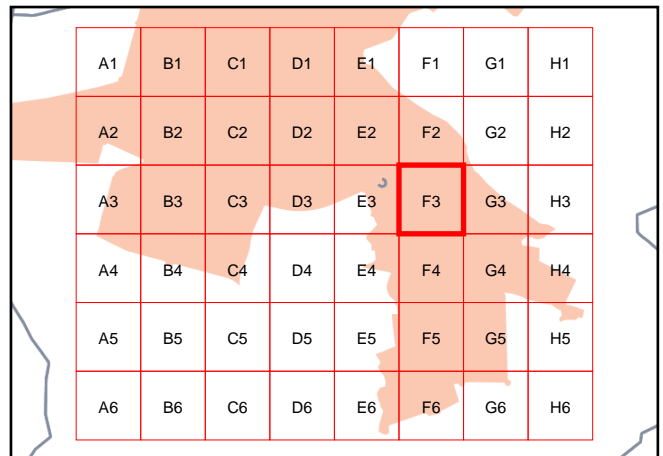 A1 B1 C1 D1 E1 F1 G1 H1
A2 B2 C2 D2 E2 F2 G2 H2
A3 B3 C3 D3 E3 F3 G3 H3
A4 B4 C4 D4 E4 F4 G4 H4
A5 B5 C5 D5 E5 F5 G5 H5
A6 B6 C6 D6 E6 F6 G6 H6